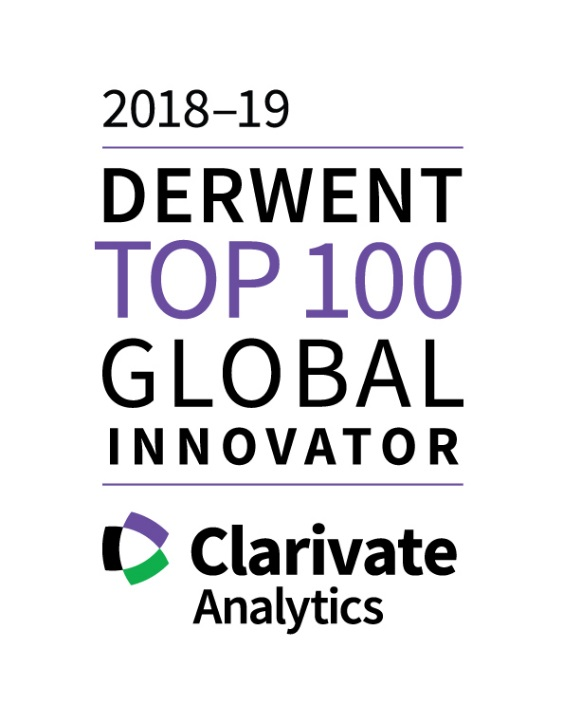 2018–19
DERWENT
TOP 100
GLOBAL
INNOVATOR
Clarivate
Analytics